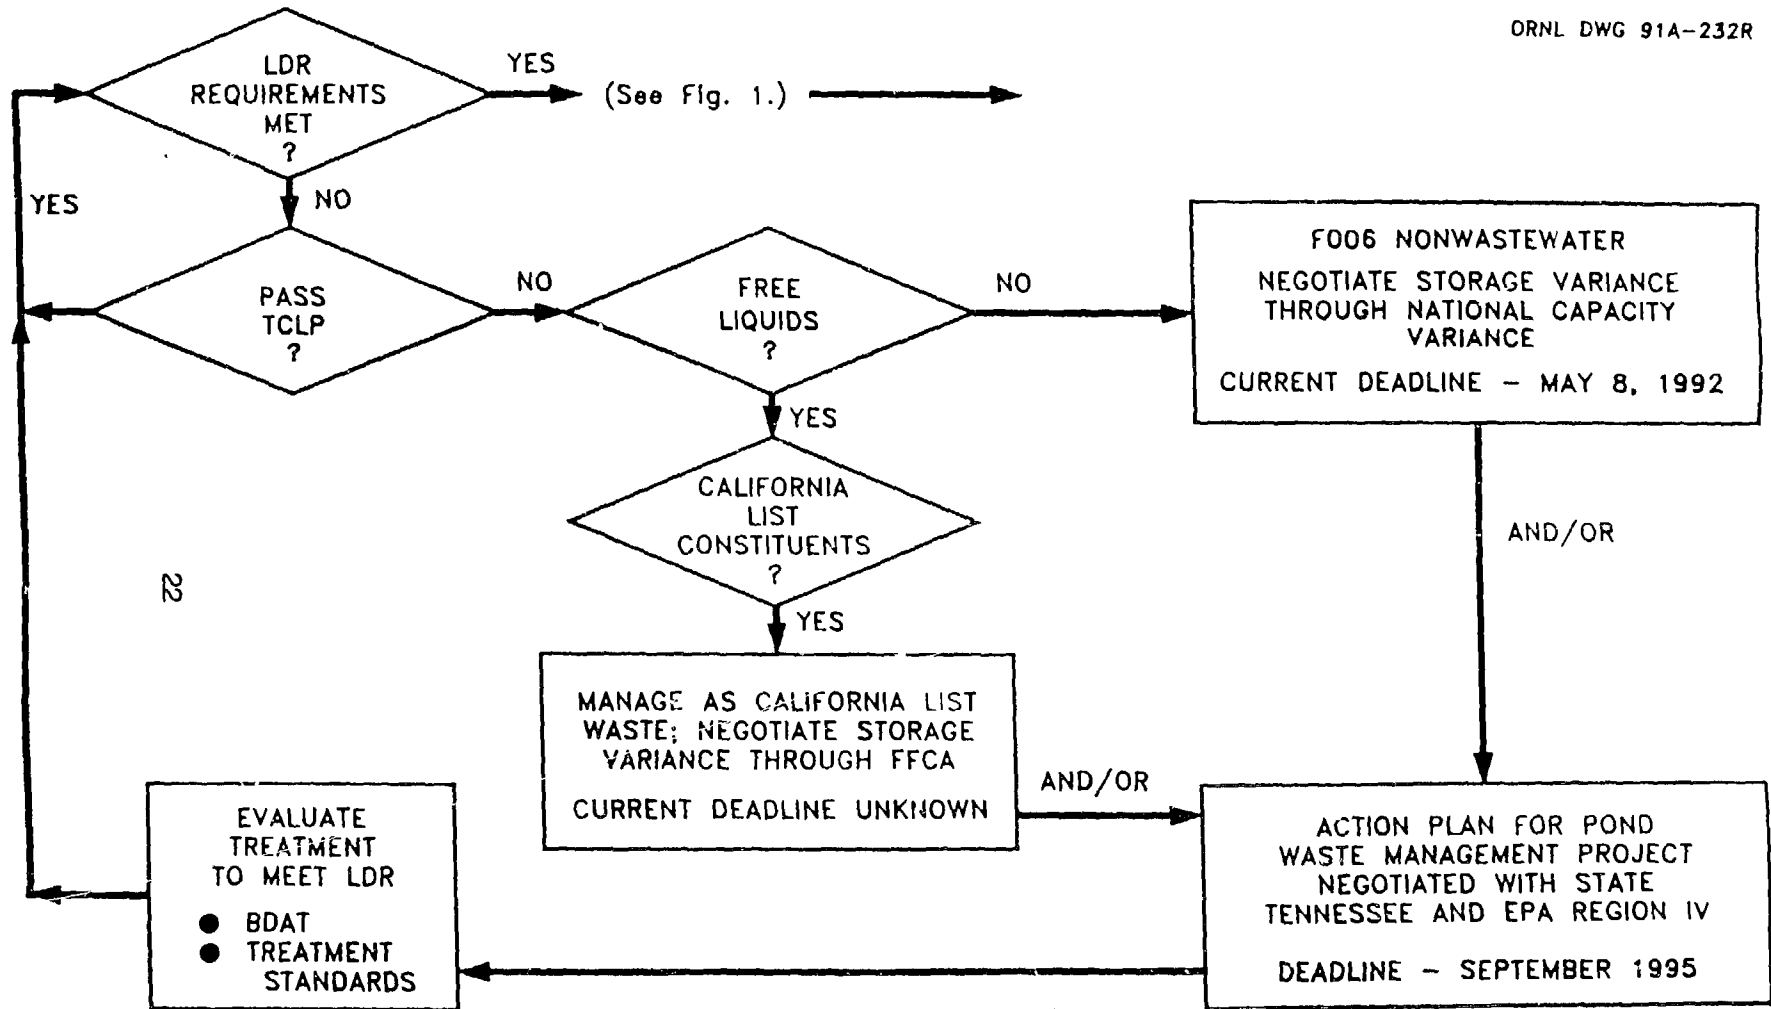 ORNL DWG 91A-232R
LDR
REQUIREMENTS
MET
?
YES
(See Fig. 1.)
YES
NO
PASS
TCLP
?
NO
FREE
LIQUIDS
?
NO
F006 NONWASTEWATER
NEGOTIATE STORAGE VARIANCE
THROUGH NATIONAL CAPACITY
VARIANCE
CURRENT DEADLINE - MAY 8, 1992
YES
CALIFORNIA
LIST
CONSTITUENTS
?
AND/OR
22
YES
MANAGE AS CALIFORNIA LIST
WASTE; NEGOTIATE STORAGE
VARIANCE THROUGH FFCA
CURRENT DEADLINE UNKNOWN
AND/OR
ACTION PLAN FOR POND
WASTE MANAGEMENT PROJECT
NEGOTIATED WITH STATE
TENNESSEE AND EPA REGION IV
DEADLINE - SEPTEMBER 1995
EVALUATE
TREATMENT
TO MEET LDR
● BDAT
● TREATMENT
STANDARDS